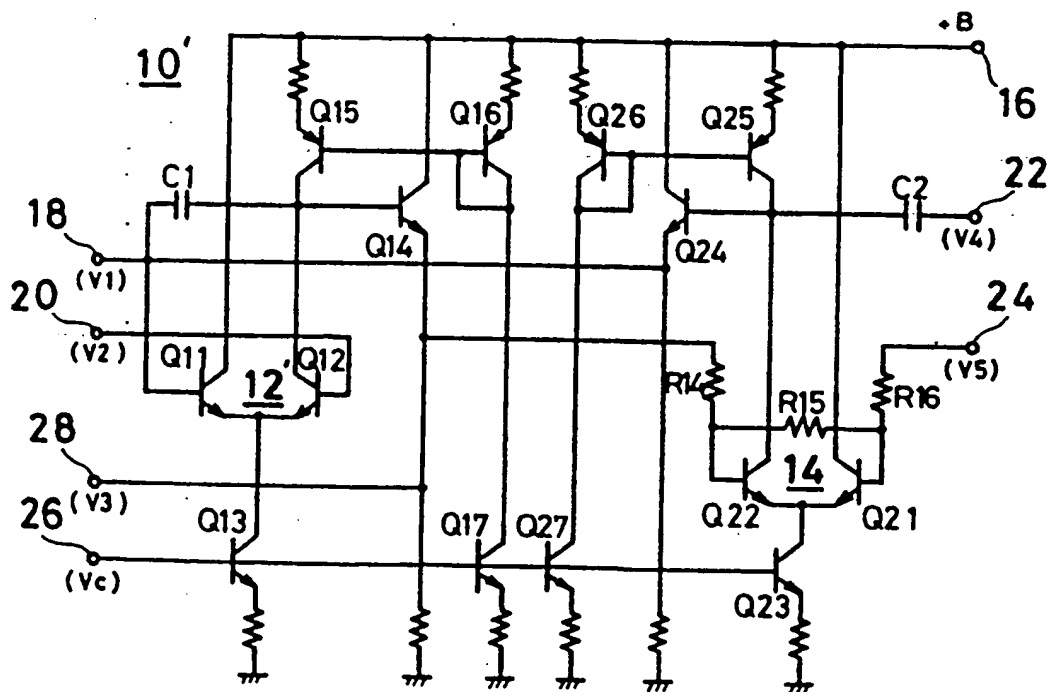 +B
10'
16
Q15
Q16
Q26
Q25
C1
C2
22
18
Q14
Q24
(V4)
(V1)
20
24
(V2)
Q11
Q12
(V5)
12'
R14
R15
R16
28
14
(V3)
26
Q13
Q17
Q27
Q22
Q21
(Vc)
Q23